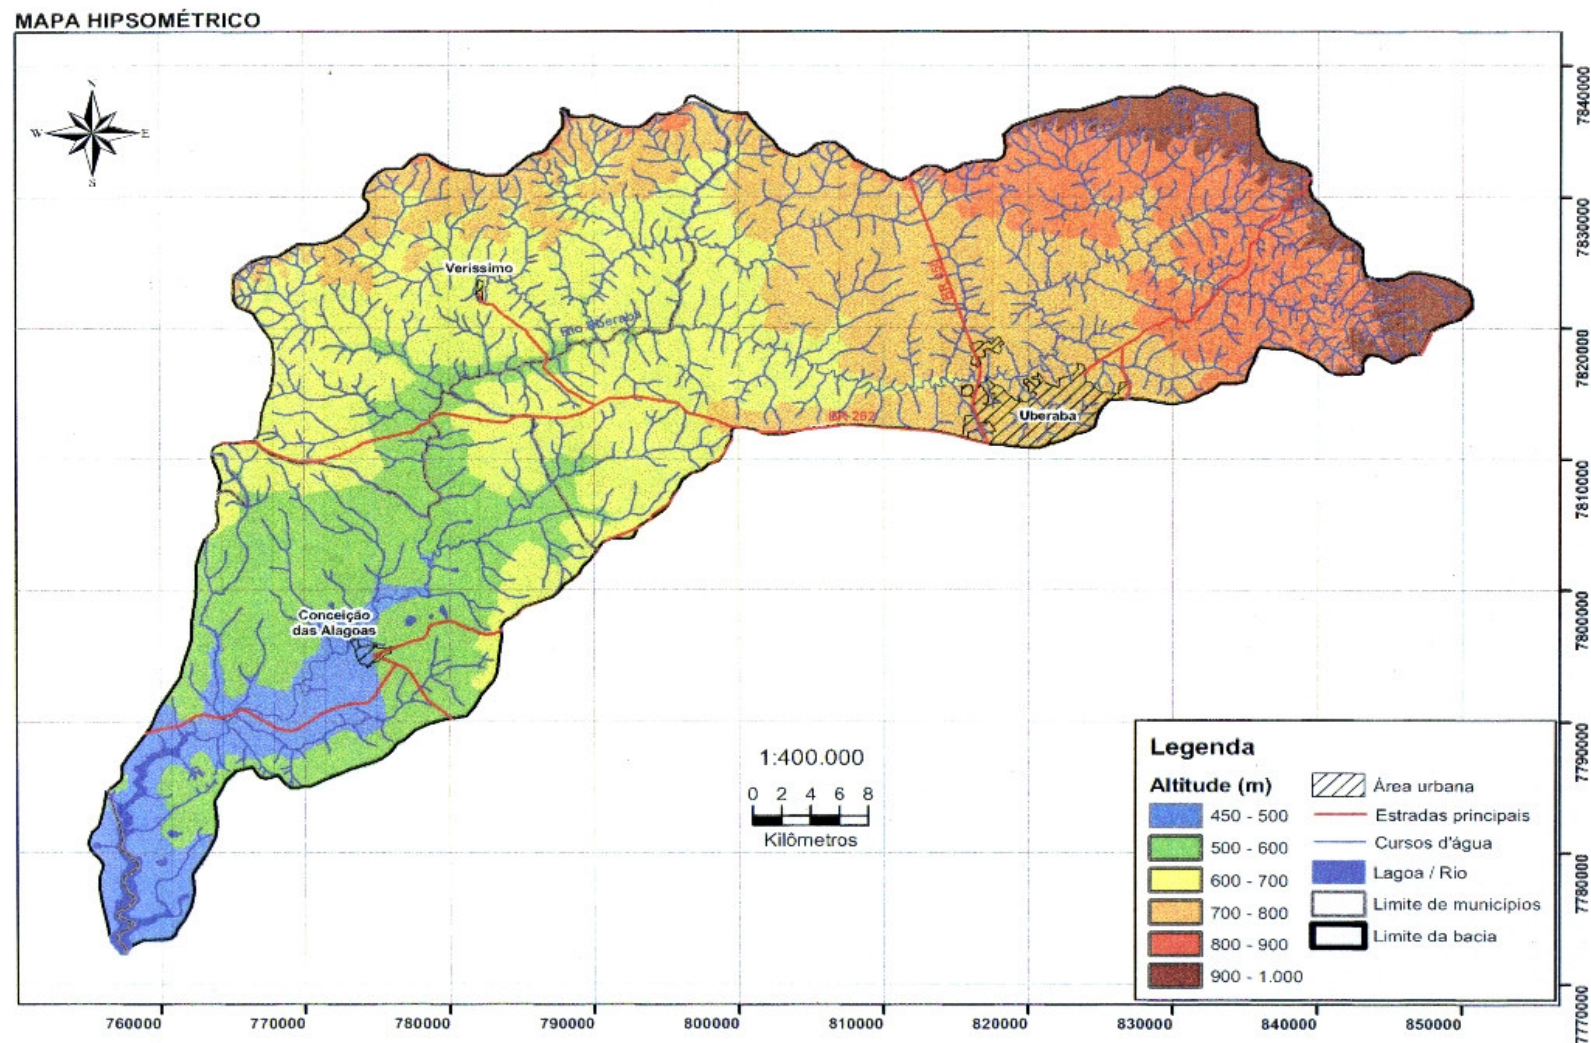 MAPA HIPSOMÉTRICO
N
W
E
S
Veríssimo
Rio Uberaba
BR 262
Uberaba
Conceição
das Alagoas
1:400.000
0 2 4 6 8
Kilômetros
Legenda
Altitude (m)
450 - 500
500 - 600
600 - 700
700 - 800
800 - 900
900 - 1.000
Área urbana
Estradas principais
Cursos d'água
Lagoa / Rio
Limite de municípios
Limite da bacia
7840000
7830000
7820000
7810000
7800000
7790000
7780000
7770000
760000 770000 780000 790000 800000 810000 820000 830000 840000 850000